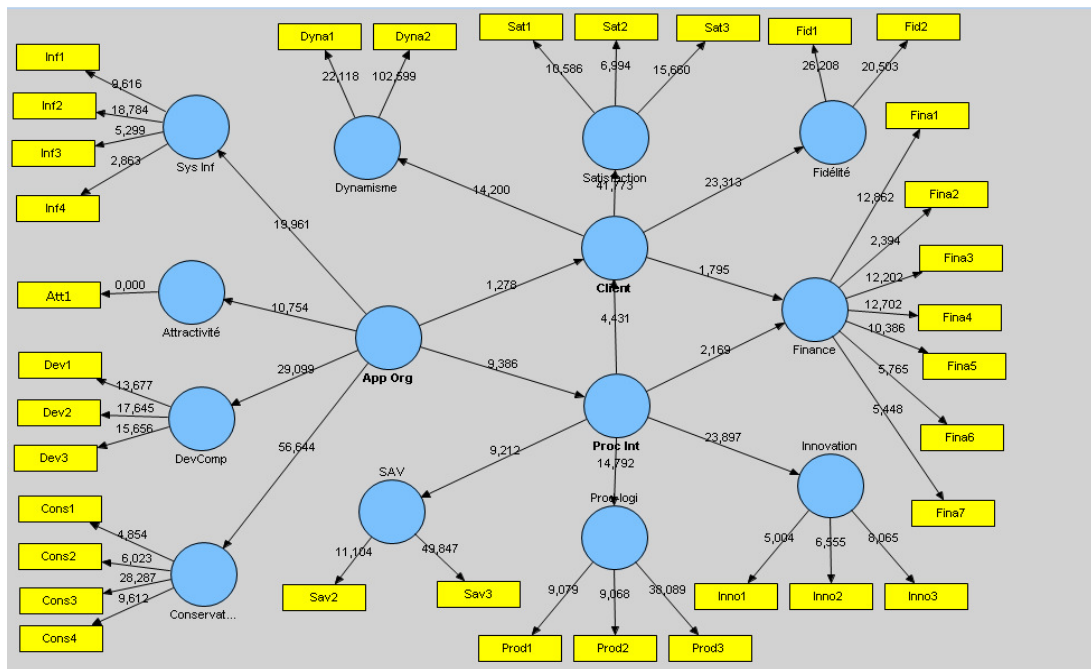 Dyna1
Dyna2
Sat1
Sat2
Sat3
Fid1
Fid2
Inf1
Inf2
Inf3
Inf4
9,616
18,784
5,299
2,863
Sys Inf
22,118
102,599
Dynamisme
10,586
6,994
15,660
Satisfaction
41,773
26,208
20,503
Fidélité
Fina1
Fina2
Fina3
Fina4
Fina5
Fina6
Fina7
12,862
2,394
12,202
12,702
10,386
5,765
5,448
Finance
14,200
23,313
19,961
Client
1,278
1,795
4,431
Att1
0,000
Attractivité
10,754
App Org
29,099
9,386
2,169
56,644
Dev1
Dev2
Dev3
13,677
17,645
15,656
DevComp
Proc Int
9,212
14,792
23,897
SAV
11,104
49,847
Sav2
Sav3
9,079
9,068
38,089
Prod1
Prod2
Prod3
Innovation
5,004
6,555
8,065
Inno1
Inno2
Inno3
Cons1
Cons2
Cons3
Cons4
4,854
6,023
28,287
9,612
Conservat...